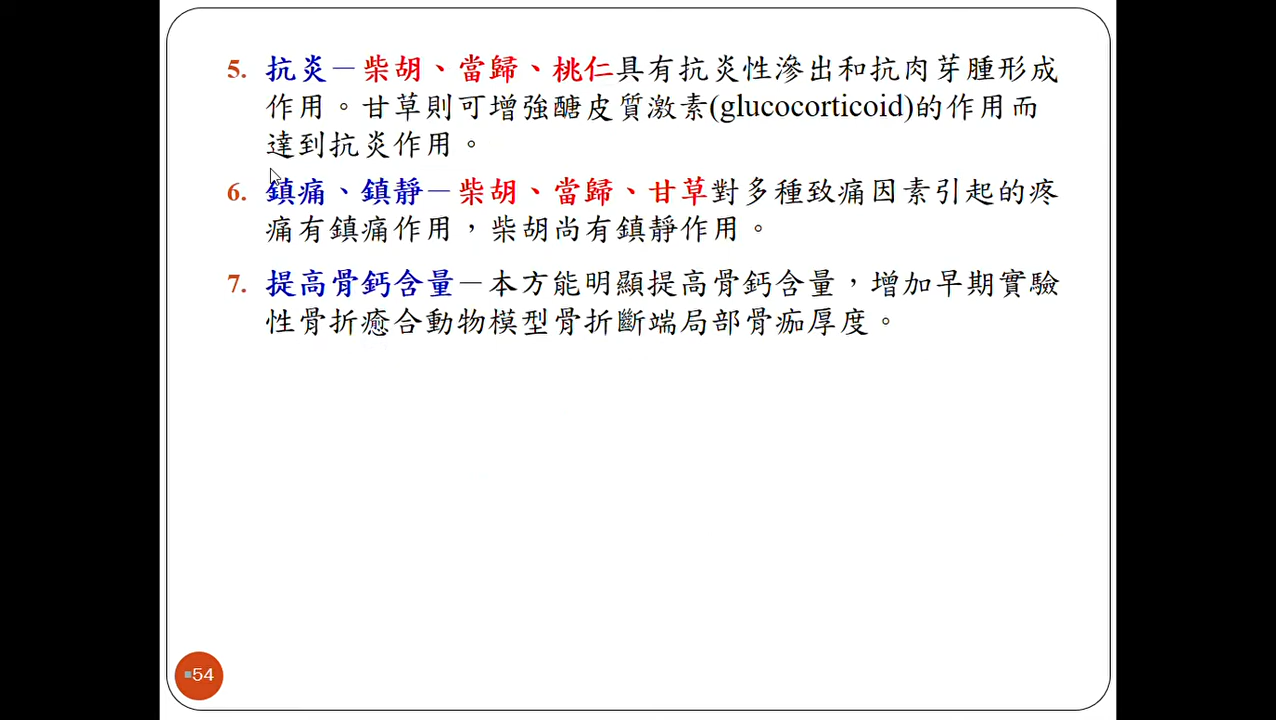 5. 抗炎－柴胡、當歸、桃仁具有抗炎性滲出和抗肉芽腫形成
作用。甘草則可增強醣皮質激素(glucocorticoid)的作用而
達到抗炎作用。
6. 鎮痛、鎮靜－柴胡、當歸、甘草對多種致痛因素引起的疼
痛有鎮痛作用，柴胡尚有鎮靜作用。
7. 提高骨鈣含量－本方能明顯提高骨鈣含量，增加早期實驗
性骨折癒合動物模型骨折斷端局部骨痂厚度。
54